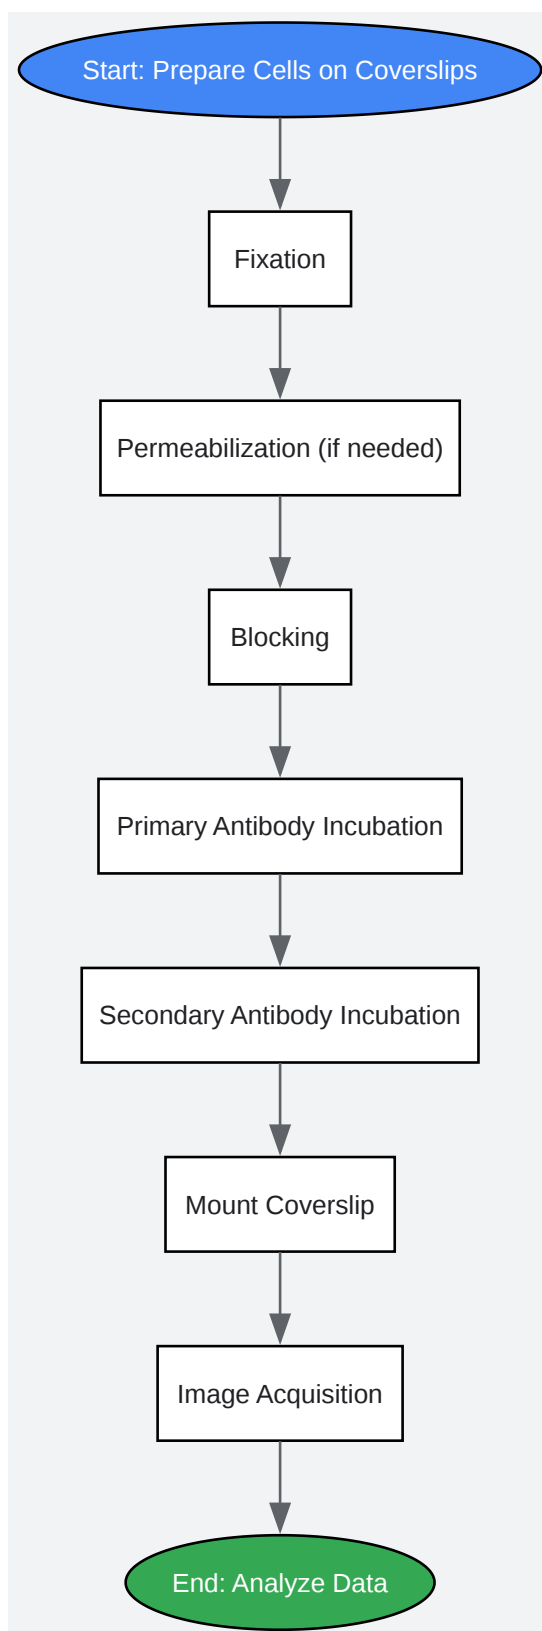 Start: Prepare Cells on Coverslips
Fixation
Permeabilization (if needed)
Blocking
Primary Antibody Incubation
Secondary Antibody Incubation
Mount Coverslip
Image Acquisition
End: Analyze Data